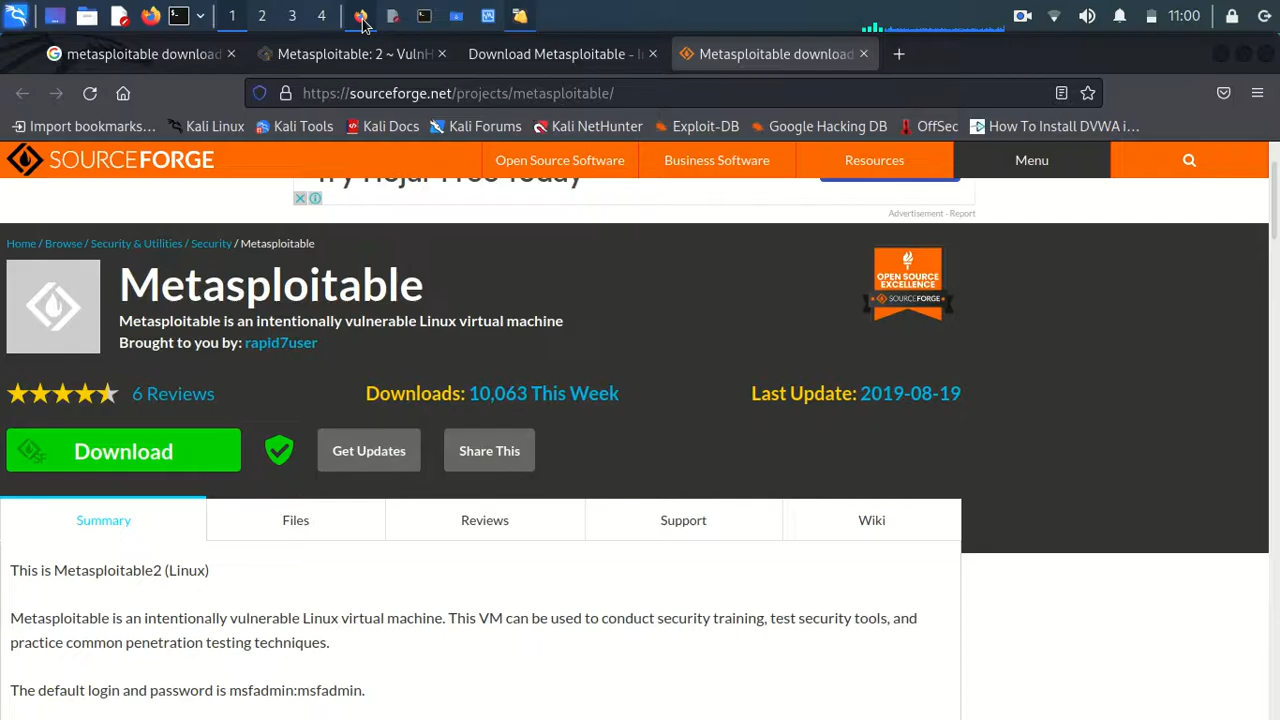 1 2 3 4 11:00
metasploitable download Metasploitable: 2 ~ VulnH Download Metasploitable - I Metasploitable download
https://sourceforge.net/projects/metasploitable/
Import bookmarks... Kali Linux Kali Tools Kali Docs Kali Forums Kali NetHunter Exploit-DB Google Hacking DB OffSec How To Install DVWA i...
SOURCEFORGE Open Source Software Business Software Resources Menu
Try Hojar Free Today
Advertisement - Report
Home / Browse / Security & Utilities / Security / Metasploitable
Metasploitable
Metasploitable is an intentionally vulnerable Linux virtual machine
Brought to you by: rapid7user
OPEN SOURCE
EXCELLENCE
SOURCEFORGE
6 Reviews Downloads: 10,063 This Week Last Update: 2019-08-19
SF Download Get Updates Share This
Summary Files Reviews Support Wiki
This is Metasploitable2 (Linux)
Metasploitable is an intentionally vulnerable Linux virtual machine. This VM can be used to conduct security training, test security tools, and
practice common penetration testing techniques.
The default login and password is msfadmin:msfadmin.